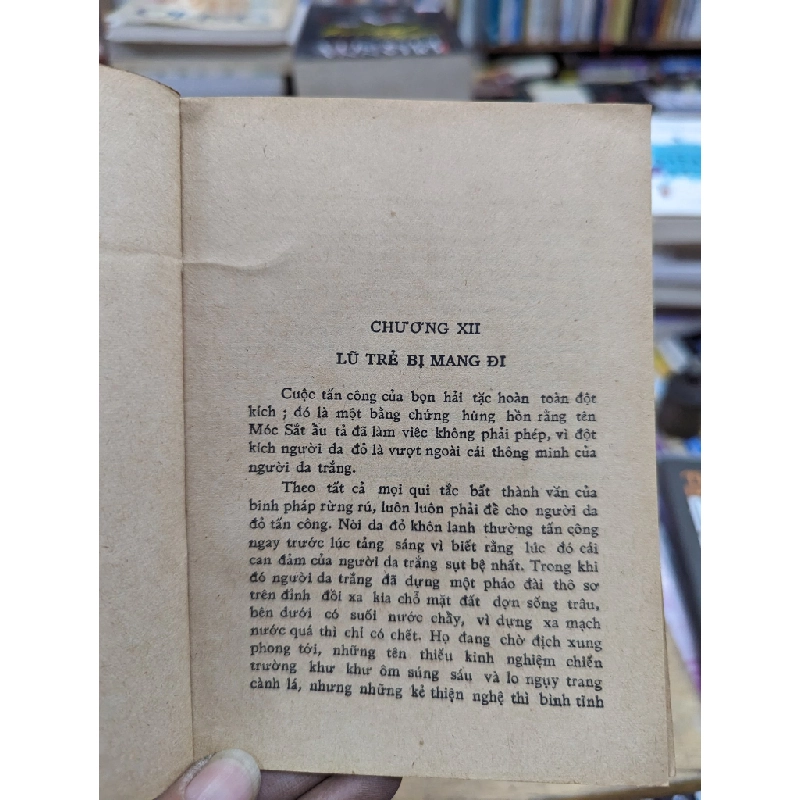 CHƯƠNG XII
LŨ TRẺ BỊ MANG ĐI
Cuộc tấn công của bọn hải tặc hoàn toàn đột
kích ; đó là một bằng chứng hùng hồn rằng tên
Móc Sắt ẩu tả đã làm việc không phải phép, vì đột
kích người da đỏ là vượt ngoài cái thông minh của
người da trắng.
Theo tất cả mọi qui tắc bất thành văn của
binh pháp rừng rú, luôn luôn phải để cho người da
đỏ tấn công. Nòi da đỏ khôn lanh thường tấn công
ngay trước lúc tảng sáng vì biết rằng lúc đó cái
can đảm của người da trắng sụt bệ nhất. Trong khi
đó người da trắng đã dựng một pháo đài thô sơ
trên đỉnh đồi xa kia chỗ mặt đất dợn sống trâu,
bên dưới có suối nước chẩy, vì dựng xa mạch
nước quá thì chỉ có chết. Họ đang chờ địch xung
phong tới, những tên thiếu kinh nghiệm chiến
trường khư khư ôm súng sáu và lo ngụy trang
cành lá, nhưng những kẻ thiện nghệ thì bình tĩnh